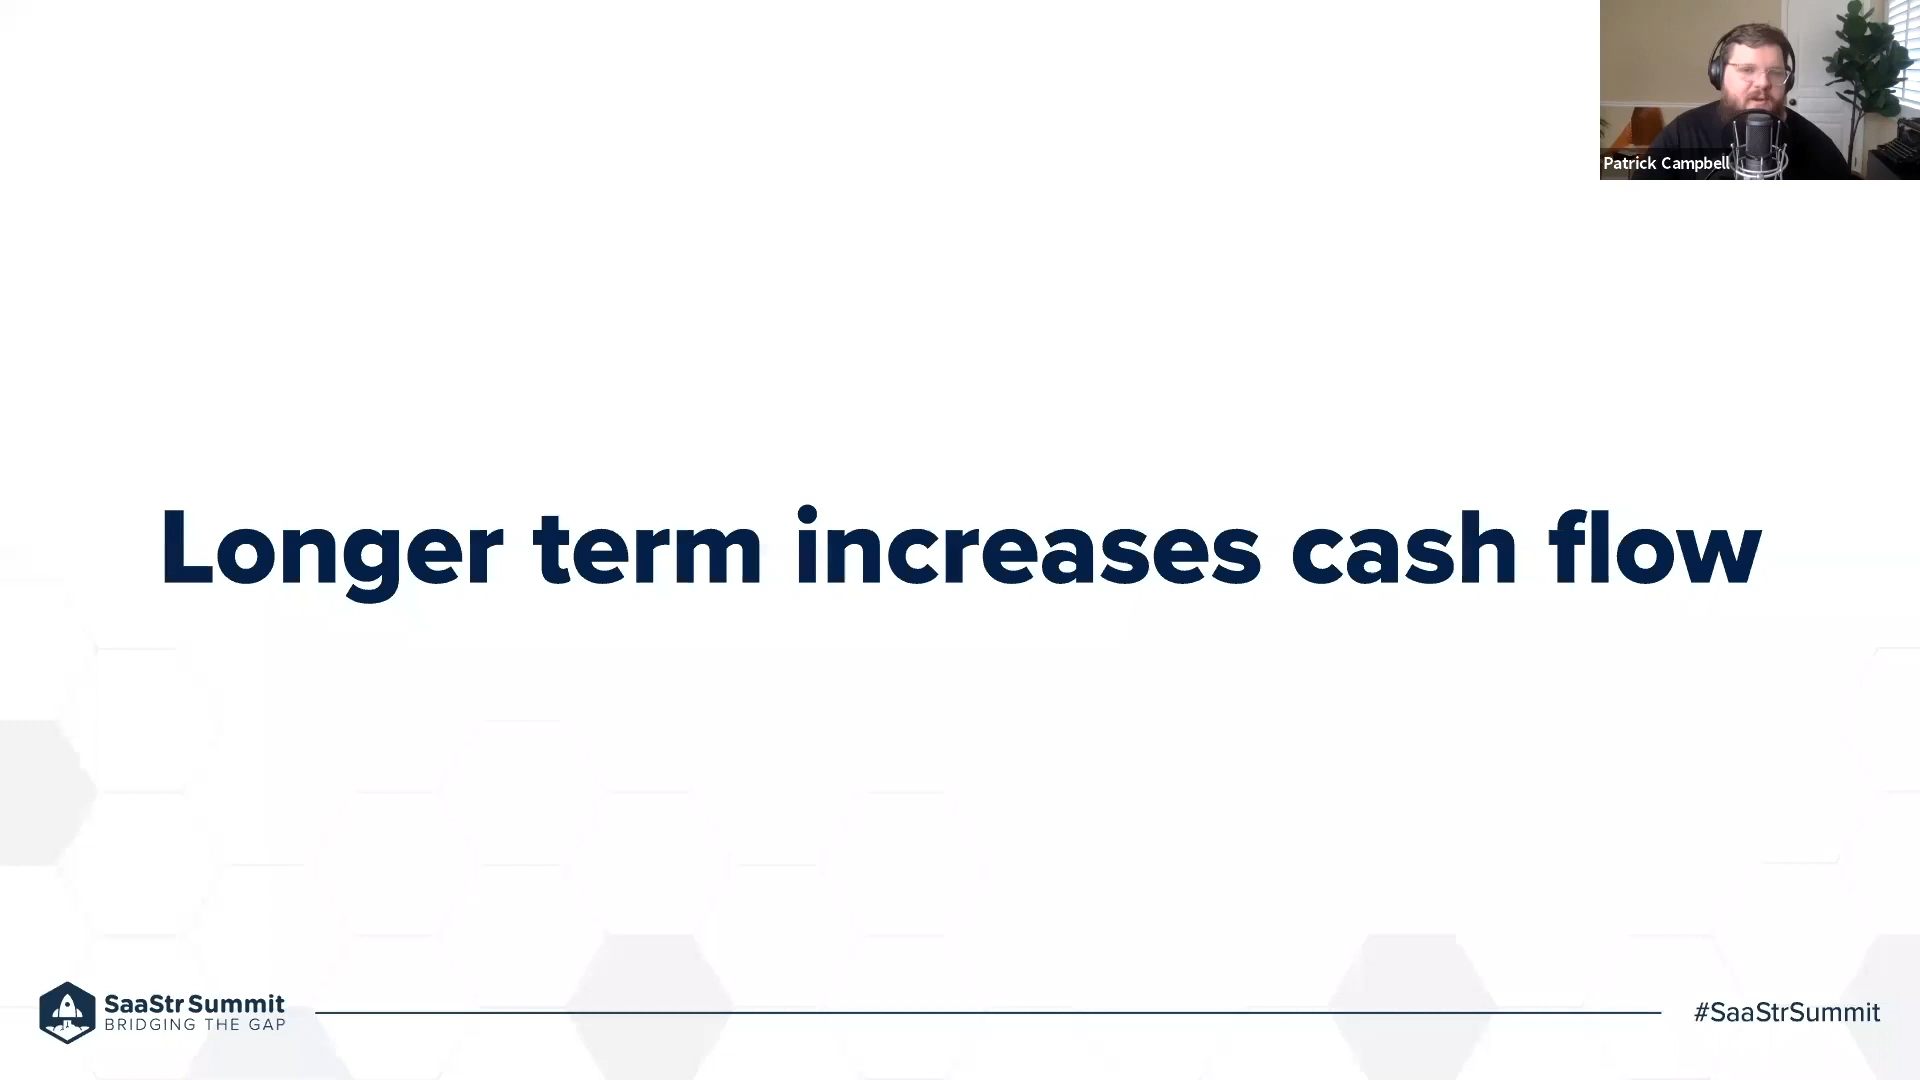 Patrick Campbell
Longer term increases cash flow
SaaStr Summit
BRIDGING THE GAP
#SaaStrSummit